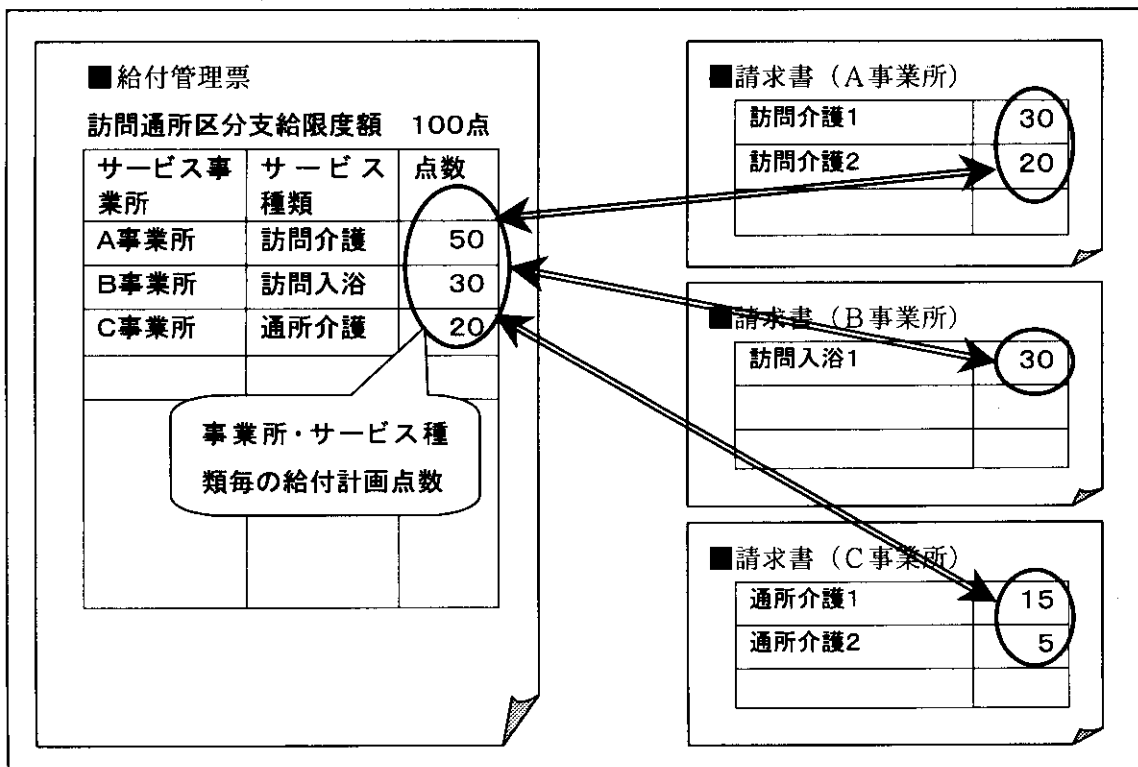 ■給付管理票
訪問通所区分支給限度額 100点
サービス事業所 サービス種類 点数
A事業所 訪問介護 50
B事業所 訪問入浴 30
C事業所 通所介護 20
事業所・サービス種
類毎の給付計画点数
■請求書（A事業所）
訪問介護1 30
訪問介護2 20
■請求書（B事業所）
訪問入浴1 30
■請求書（C事業所）
通所介護1 15
通所介護2 5